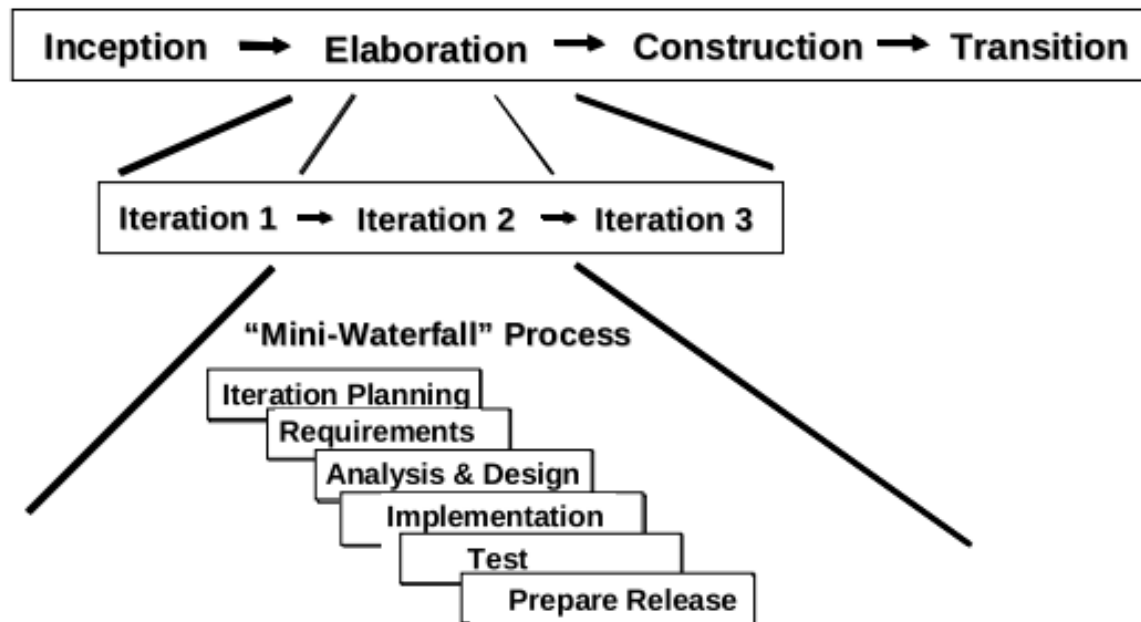 Inception Elaboration Construction Transition
Iteration 1 Iteration 2 Iteration 3
“Mini-Waterfall” Process
Iteration Planning
Requirements
Analysis & Design
Implementation
Test
Prepare Release